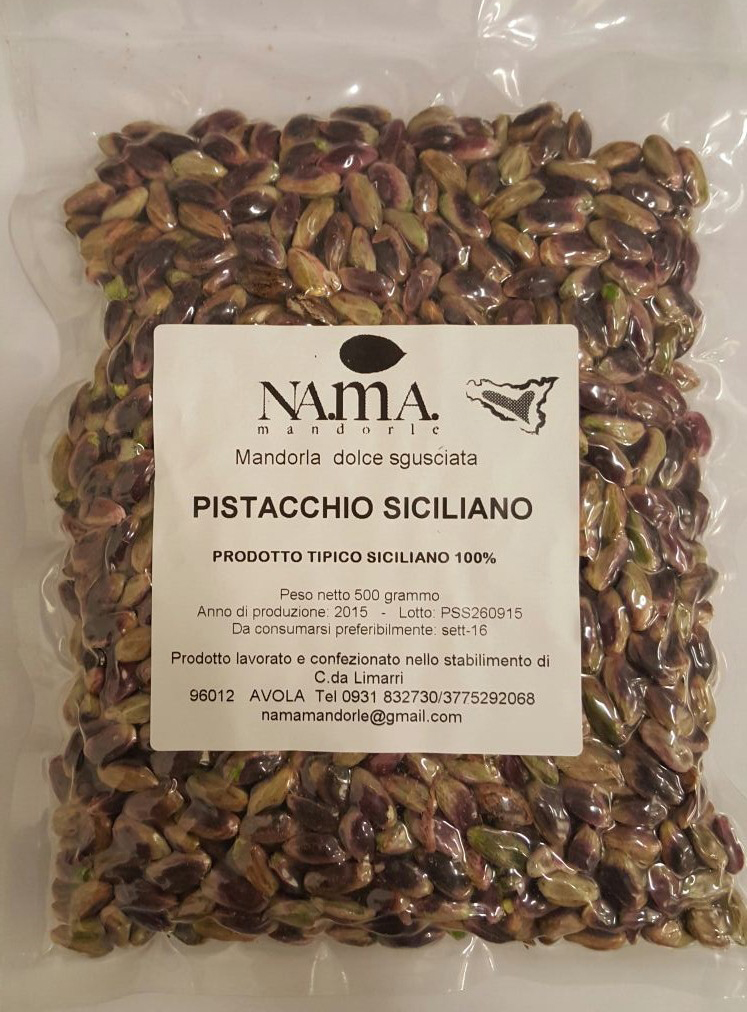 NA.MA.
mandorle
Mandorla dolce sgusciata
PISTACCHIO SICILIANO
PRODOTTO TIPICO SICILIANO 100%
Peso netto 500 grammo
Anno di produzione: 2015 - Lotto: PSS260915
Da consumarsi preferibilmente: sett-16
Prodotto lavorato e confezionato nello stabilimento di
C.da Limarri
96012 AVOLA Tel 0931 832730/3775292068
namamandorle@gmail.com